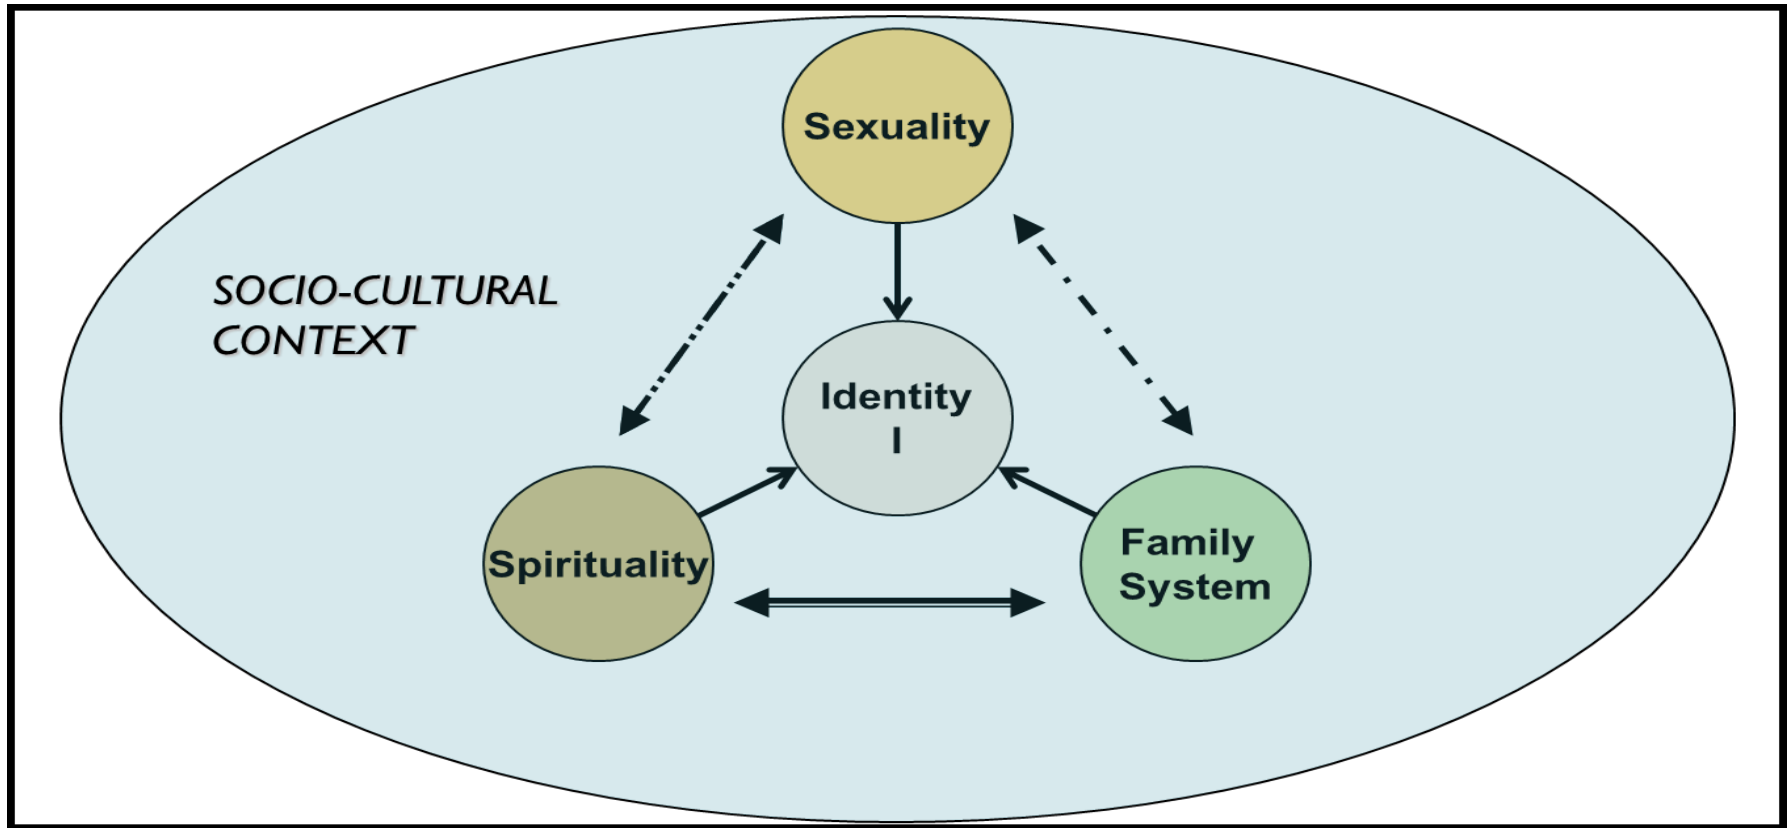 Sexuality
SOCIO-CULTURAL
CONTEXT
Identity
I
Spirituality
Family
System